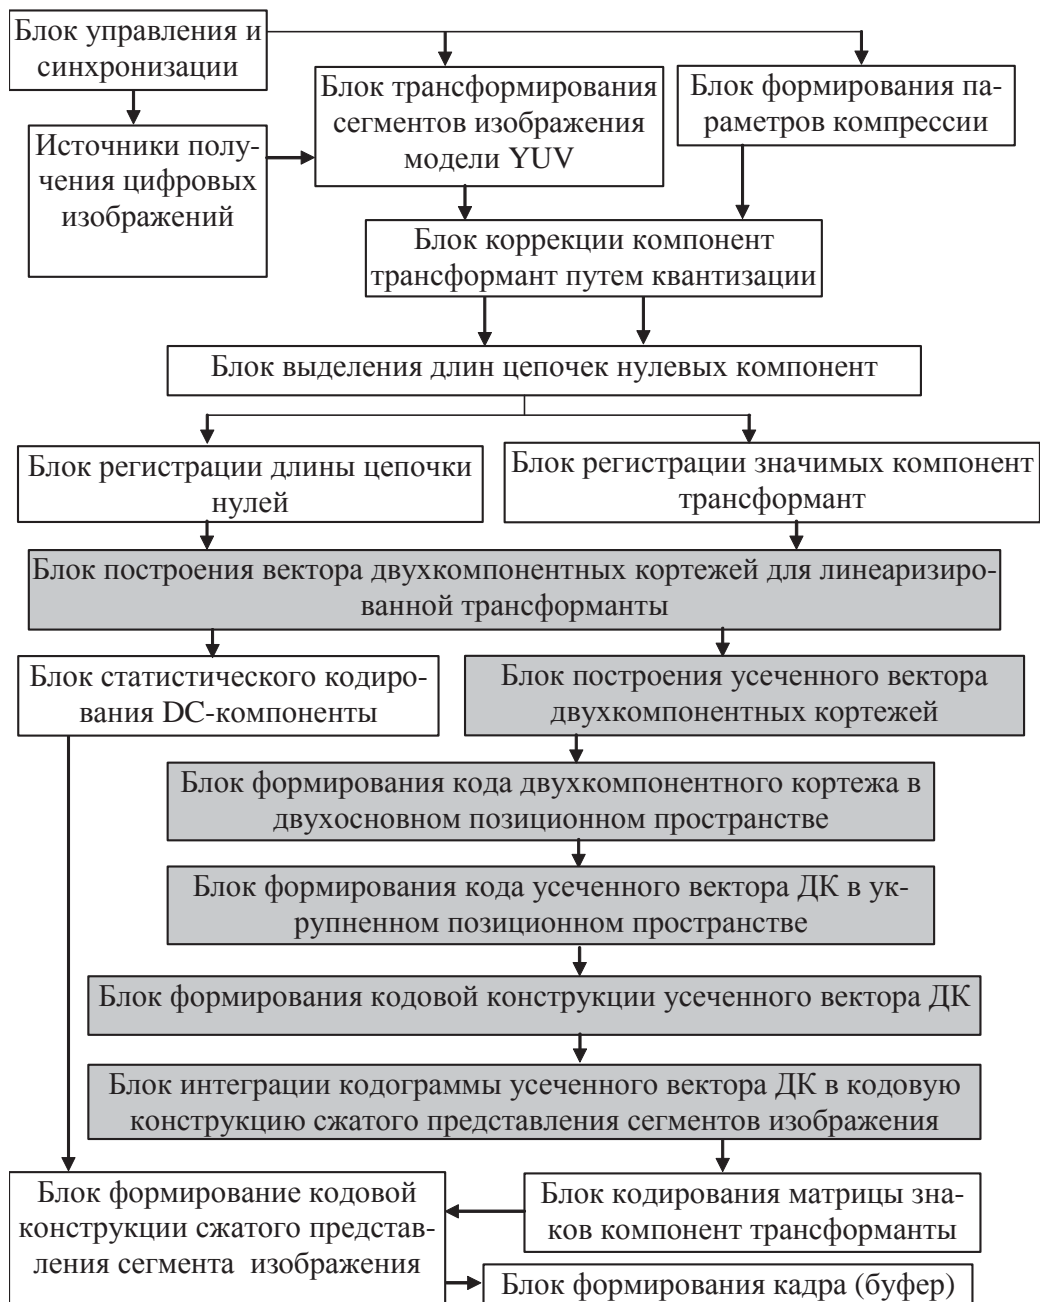 Блок управления и
синхронизации
Блок трансформирования
сегментов изображения
модели YUV
Блок формирования па-
раметров компрессии
Источники полу-
чения цифровых
изображений
Блок коррекции компонент
трансформант путем квантизации
Блок выделения длин цепочек нулевых компонент
Блок регистрации длины цепочки
нулей
Блок регистрации значимых компонент
трансформант
Блок построения вектора двухкомпонентных кортежей для линеаризиро-
ванной трансформанты
Блок статистического кодиро-
вания DC-компоненты
Блок построения усеченного вектора
двухкомпонентных кортежей
Блок формирования кода двухкомпонентного кортежа в
двухосновном позиционном пространстве
Блок формирования кода усеченного вектора ДК в ук-
рупненном позиционном пространстве
Блок формирования кодовой конструкции усеченного вектора ДК
Блок интеграции кодограммы усеченного вектора ДК в кодовую
конструкцию сжатого представления сегментов изображения
Блок формирование кодовой
конструкции сжатого представ-
ления сегмента изображения
Блок кодирования матрицы зна-
ков компонент трансформанты
Блок формирования кадра (буфер)